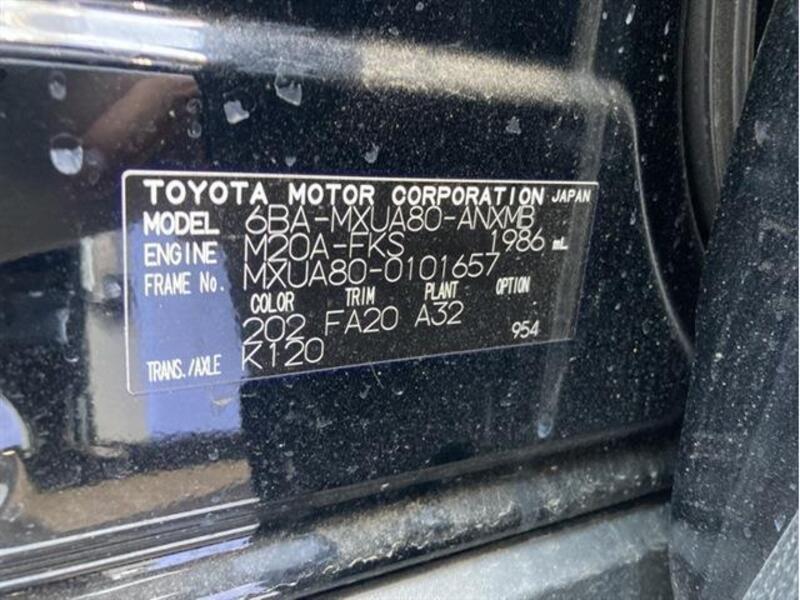 TOYOTA MOTOR CORPORATION JAPAN
MODEL 6BA-MXUA80-ANXMB
ENGINE M20A-FKS 1986 mL
FRAME No. MXUA80-0101657
COLOR TRIM PLANT OPTION
202 FA20 A32 954
TRANS./AXLE K120